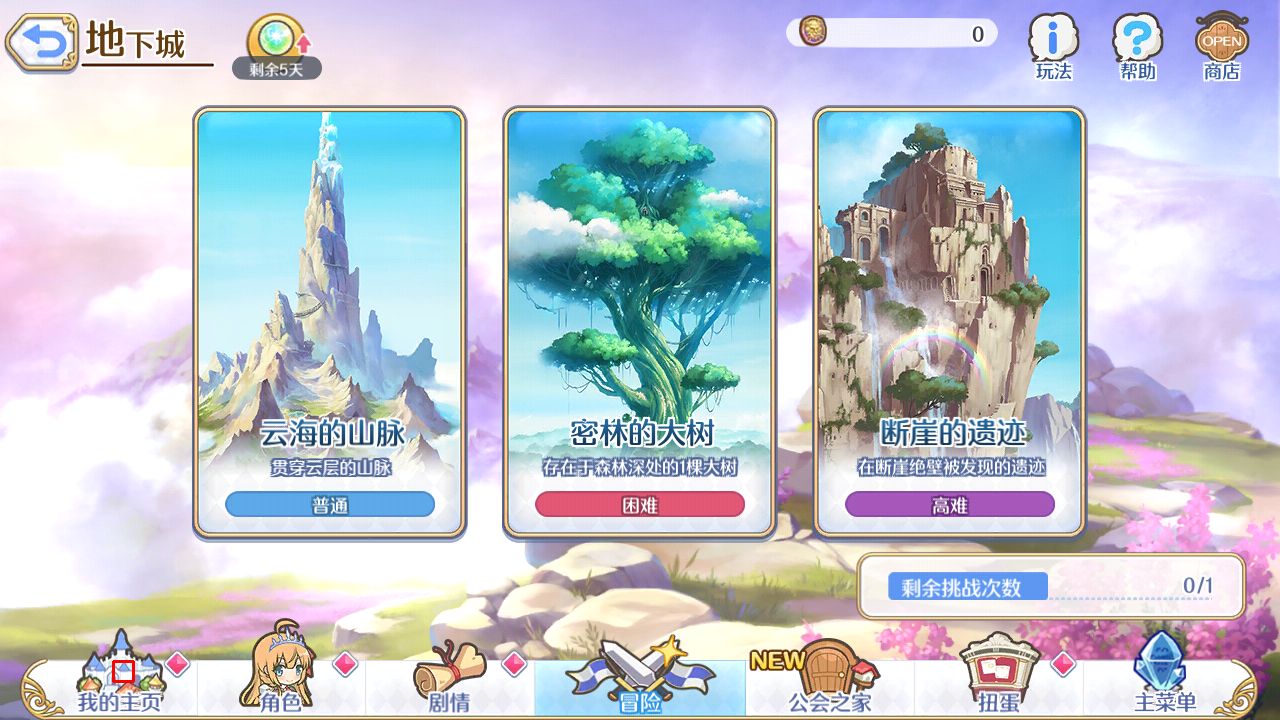 地下城
剩余5天
0
玩法
帮助
OPEN
商店
云海的山脉
贯穿云层的山脉
普通
密林的大树
存在于森林深处的1棵大树
困难
断崖的遗迹
在断崖绝壁被发现的遗迹
高难
剩余挑战次数
0/1
我的主页
角色
剧情
冒险
NEW
公会之家
扭蛋
主菜单